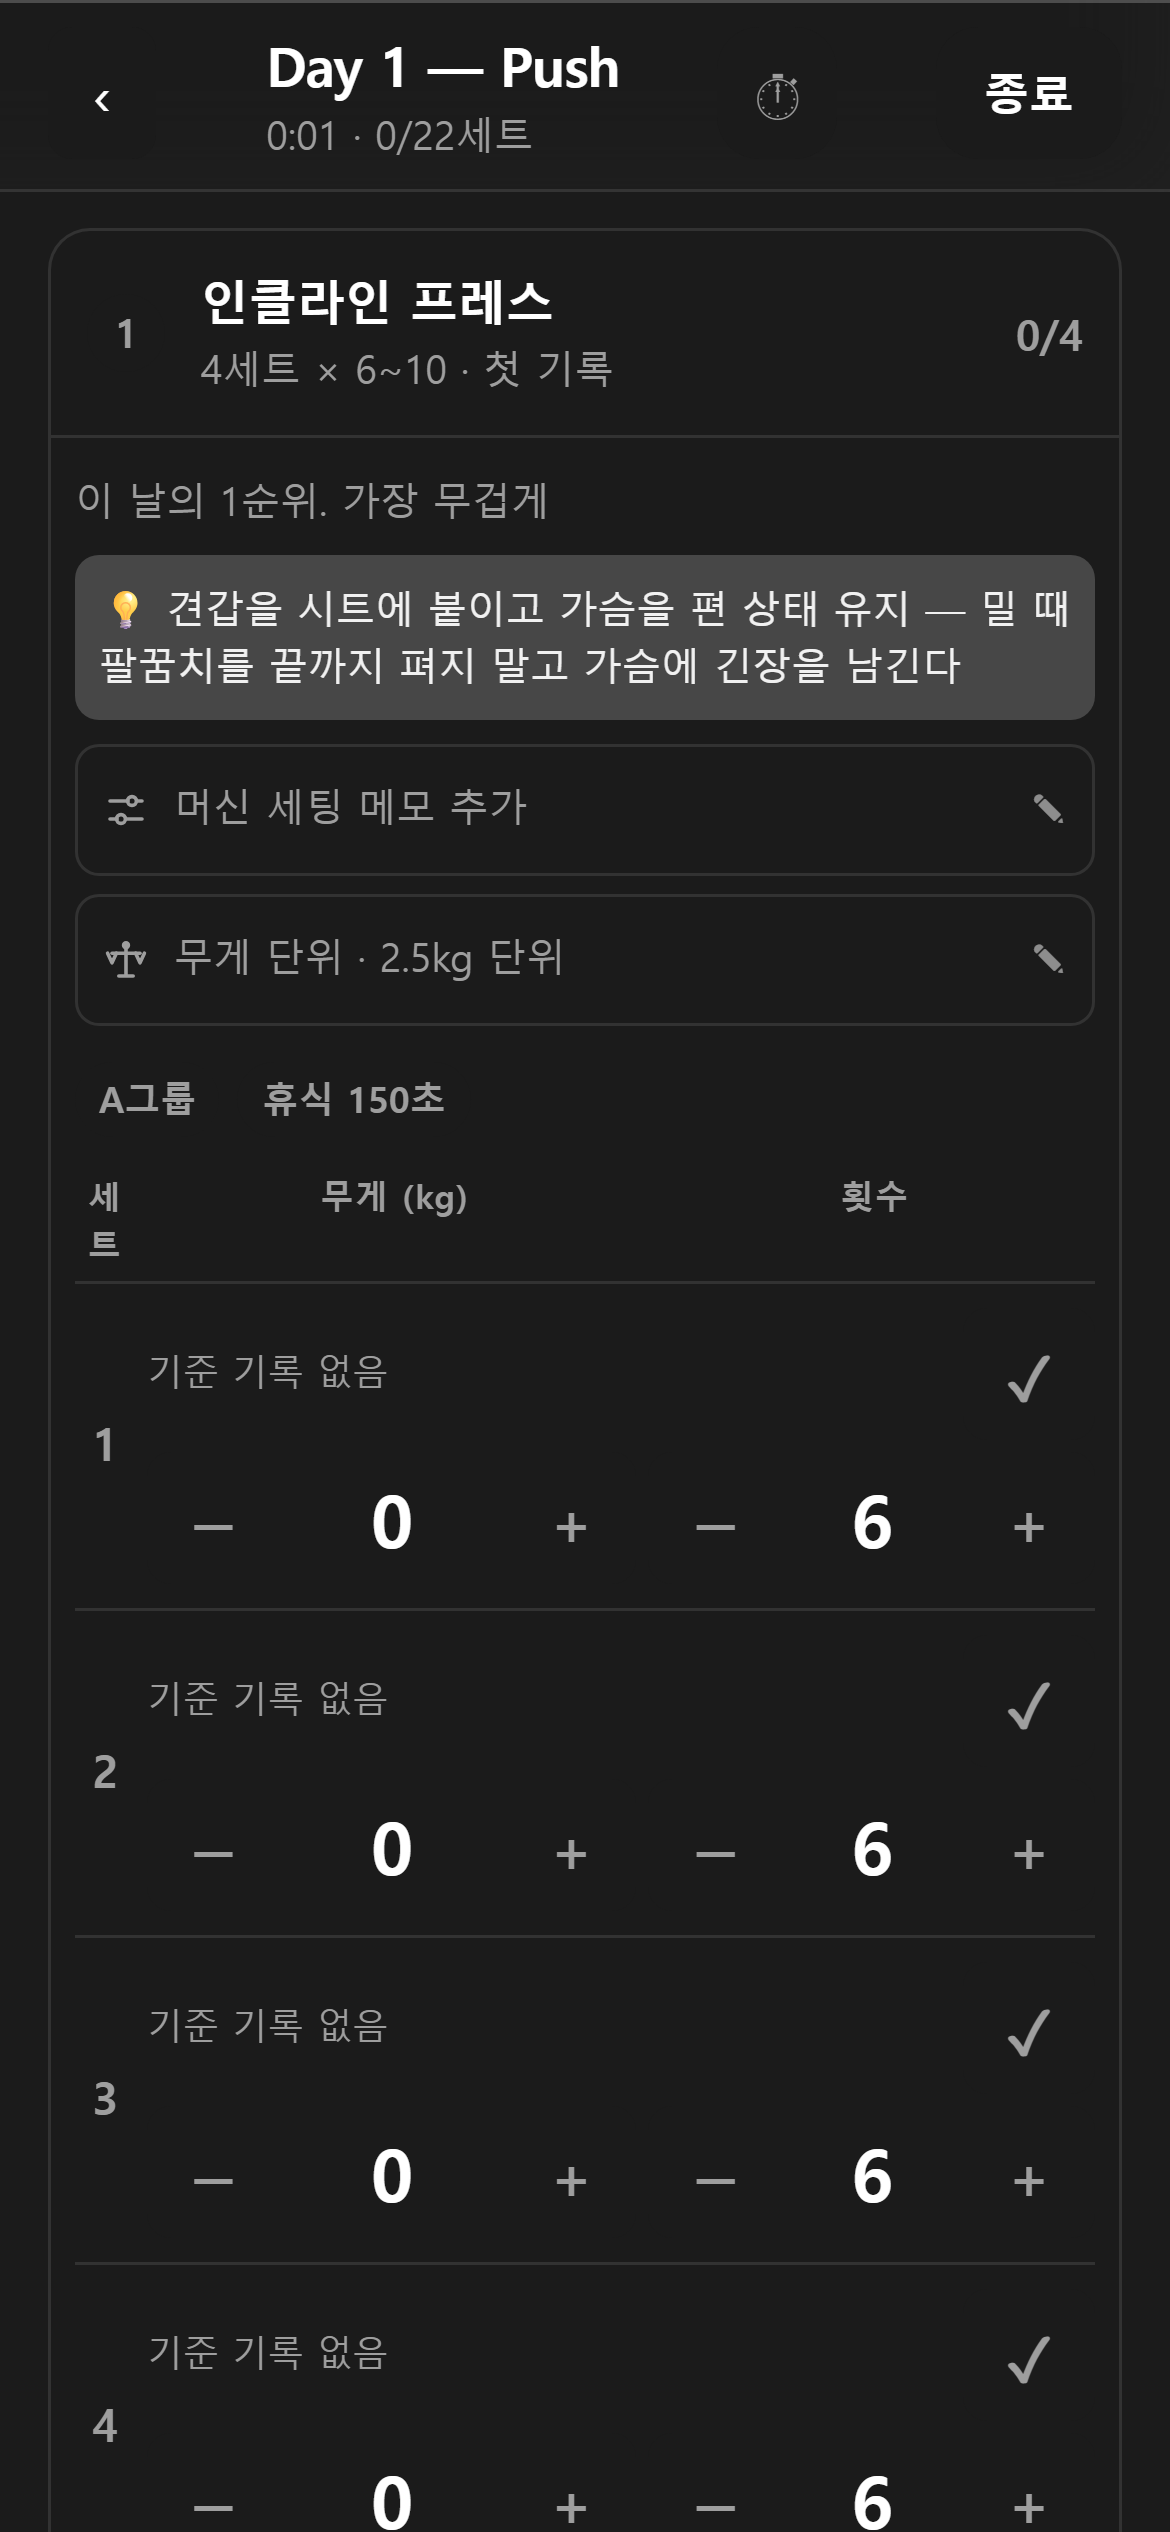 ‹
Day 1 — Push
0:01 · 0/22세트
종료
1
인클라인 프레스
4세트 × 6~10 · 첫 기록
0/4
이 날의 1순위. 가장 무겁게
💡 견갑을 시트에 붙이고 가슴을 편 상태 유지 — 밀 때
팔꿈치를 끝까지 펴지 말고 가슴에 긴장을 남긴다
머신 세팅 메모 추가
무게 단위 · 2.5kg 단위
A그룹 휴식 150초
세
트
무게 (kg)
횟수
기준 기록 없음 ✓
1
− 0 + − 6 +
기준 기록 없음 ✓
2
− 0 + − 6 +
기준 기록 없음 ✓
3
− 0 + − 6 +
기준 기록 없음 ✓
4
− 0 + − 6 +